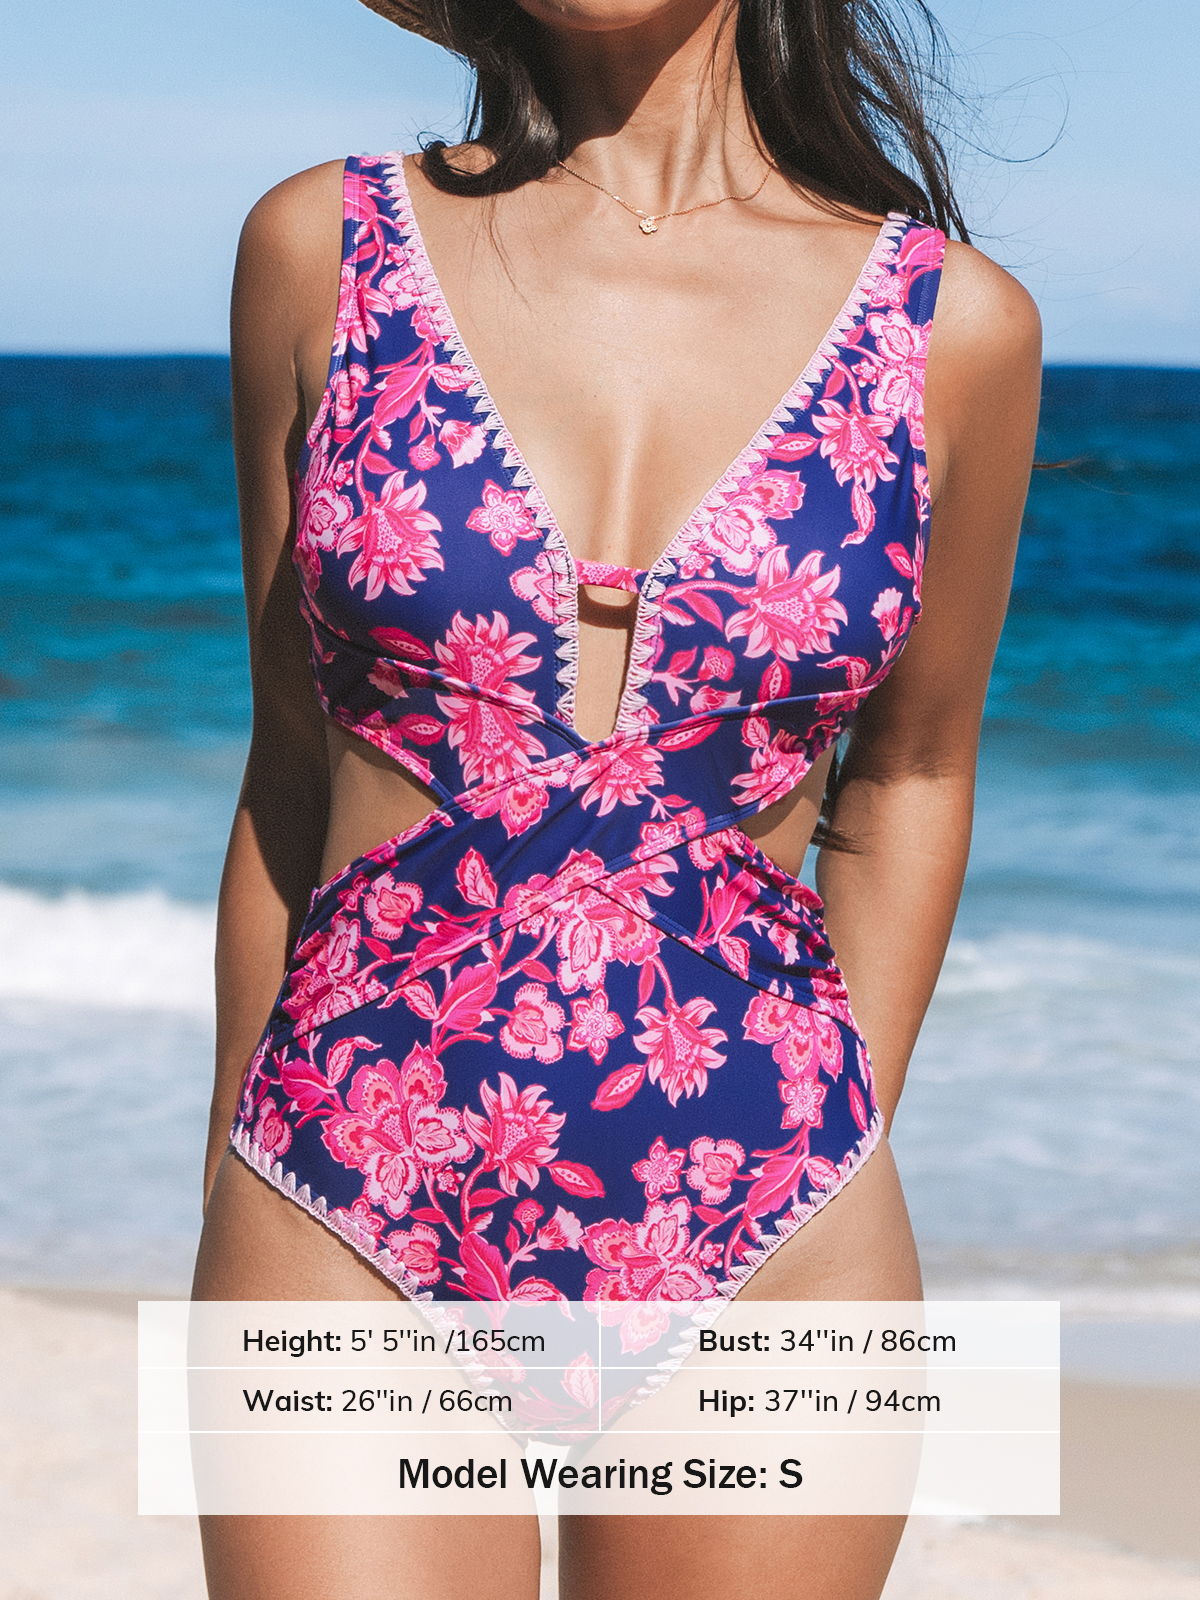 Height: 5' 5''in /165cm Bust: 34''in / 86cm
Waist: 26''in / 66cm Hip: 37''in / 94cm
Model Wearing Size: S